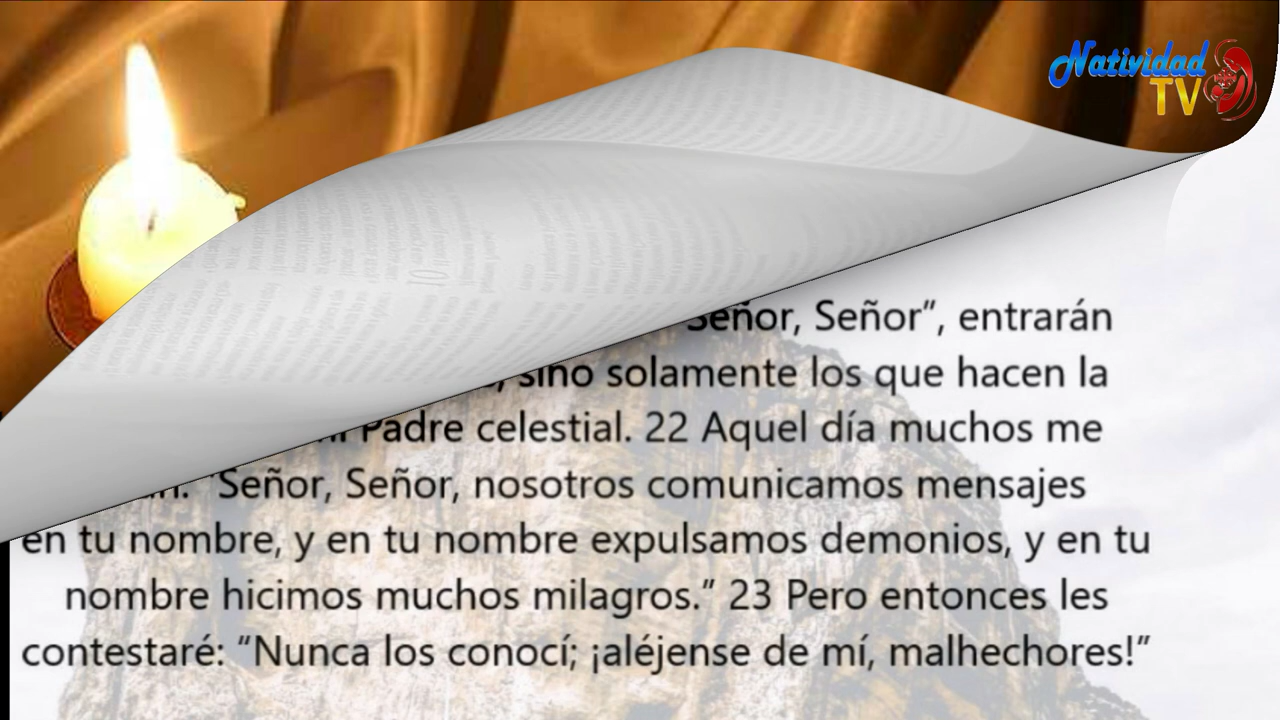 Natividad
TV
10
Señor, Señor”, entrarán
sino solamente los que hacen la
Padre celestial. 22 Aquel día muchos me
“Señor, Señor, nosotros comunicamos mensajes
en tu nombre, y en tu nombre expulsamos demonios, y en tu
nombre hicimos muchos milagros.” 23 Pero entonces les
contestaré: “Nunca los conocí; ¡aléjense de mí, malhechores!”